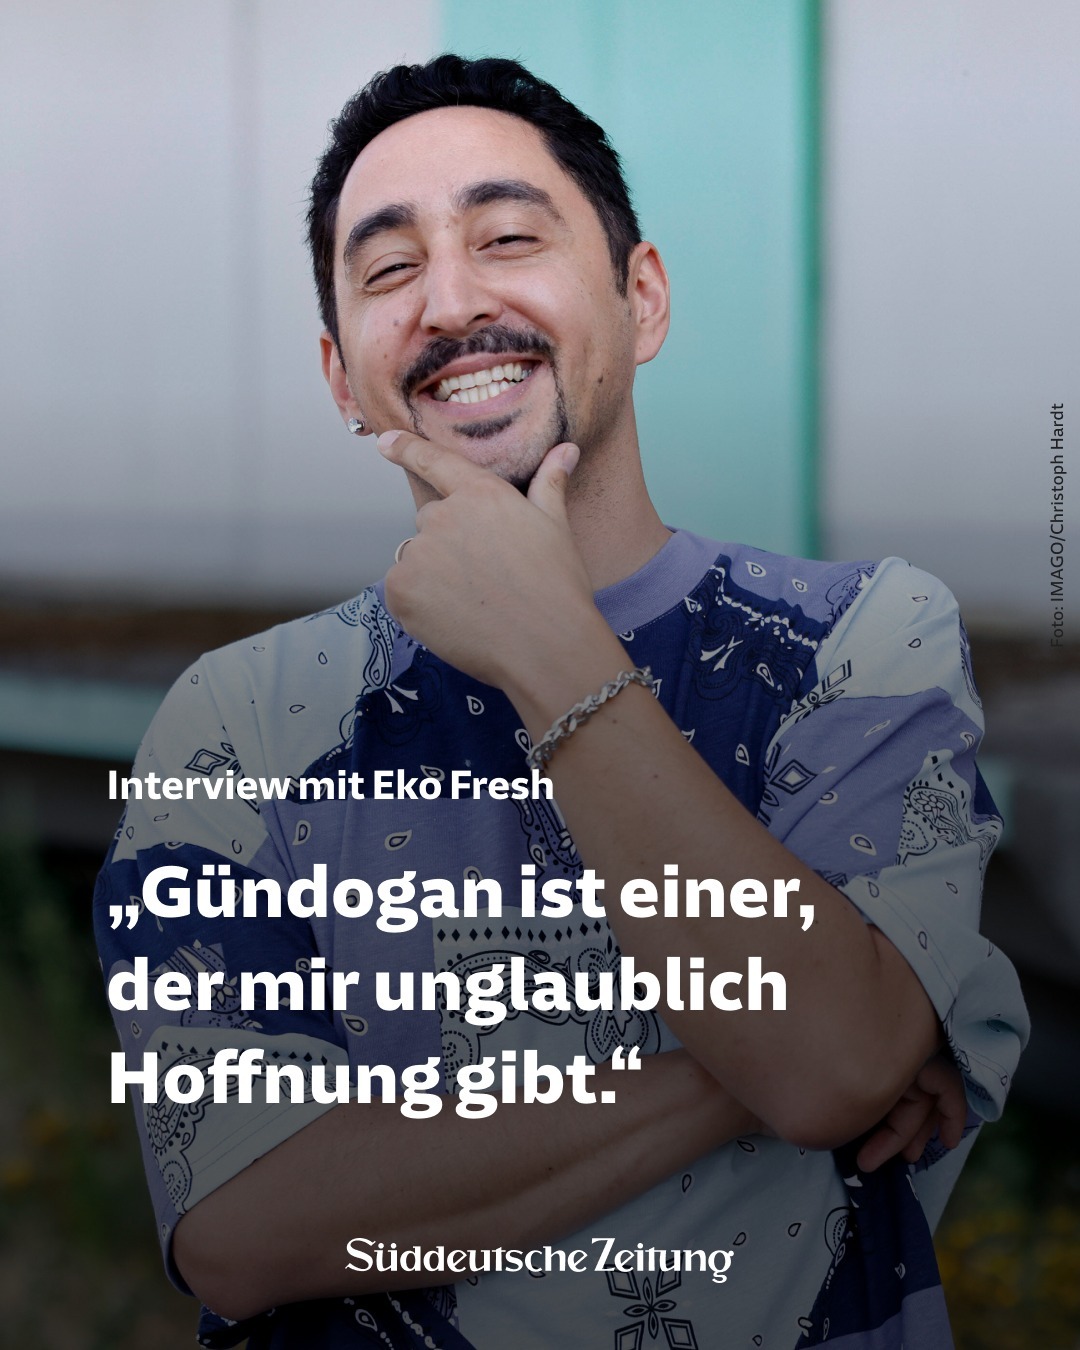 Foto: IMAGO/Christoph Hardt
Interview mit Eko Fresh
„Gündogan ist einer,
der mir unglaublich
Hoffnung gibt.“
Süddeutsche Zeitung